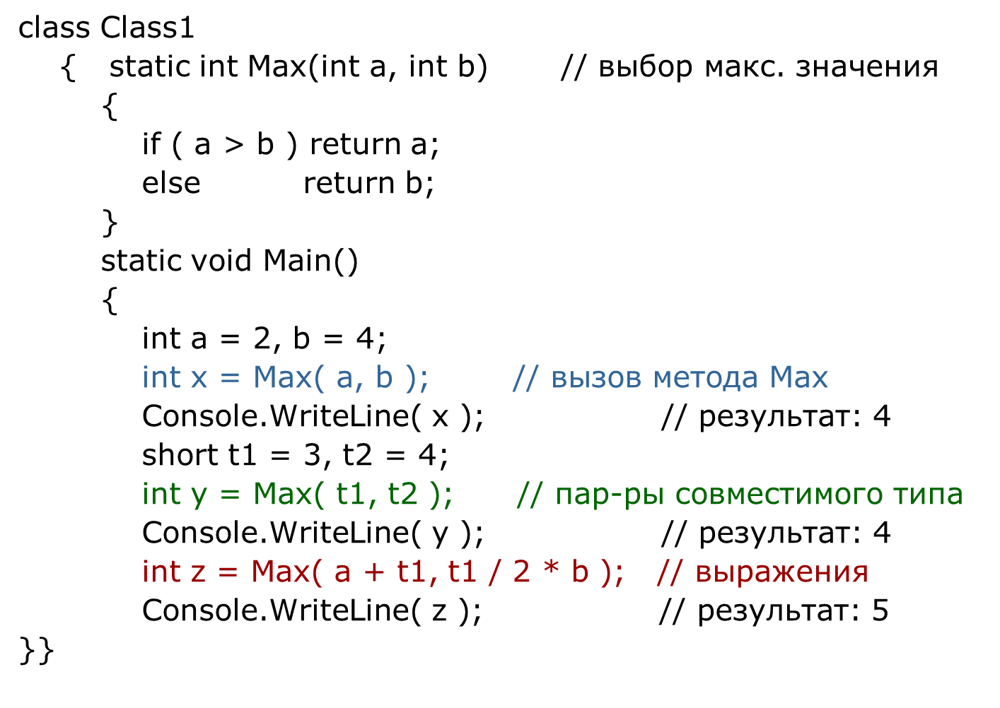 class Class1
{ static int Max(int a, int b) // выбор макс. значения
{
if ( a > b ) return a;
else return b;
}
static void Main()
{
int a = 2, b = 4;
int x = Max( a, b ); // вызов метода Max
Console.WriteLine( x ); // результат: 4
short t1 = 3, t2 = 4;
int y = Max( t1, t2 ); // пар-ры совместимого типа
Console.WriteLine( y ); // результат: 4
int z = Max( a + t1, t1 / 2 * b ); // выражения
Console.WriteLine( z ); // результат: 5
}}